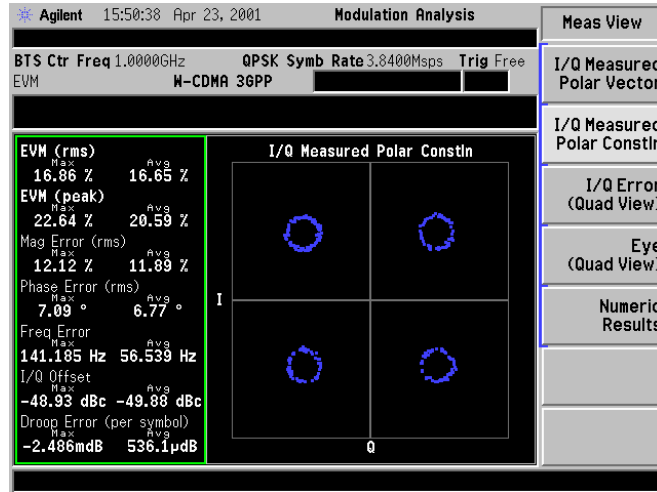 Agilent 15:50:38 Apr 23, 2001 Modulation Analysis
Meas View
BTS Ctr Freq 1.0000GHz QPSK Symb Rate 3.8400Msps Trig Free
EVM W-CDMA 3GPP
I/Q Measured
Polar Vector
I/Q Measured
Polar Constln
I/Q Error
(Quad View)
Eye
(Quad View)
Numeric
Results
EVM (rms)
Max Avg
16.86 % 16.65 %
EVM (peak)
Max Avg
22.64 % 20.59 %
Mag Error (rms)
Max Avg
12.12 % 11.89 %
Phase Error (rms)
Max Avg
7.09 ° 6.77 °
Freq Error
Max Avg
141.185 Hz 56.539 Hz
I/Q Offset
Max Avg
-48.93 dBc -49.88 dBc
Droop Error (per symbol)
Max Avg
-2.486mdB 536.1µdB
I/Q Measured Polar Constln
I
Q